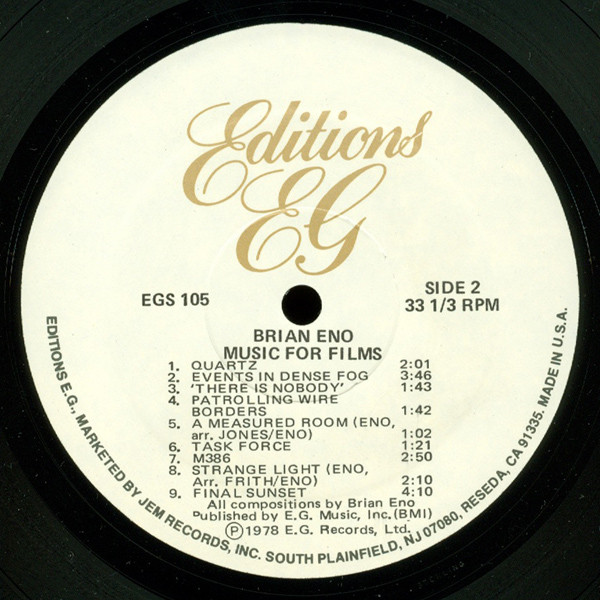 Editions
EG
EGS 105
SIDE 2
33 1/3 RPM
BRIAN ENO
MUSIC FOR FILMS
1. QUARTZ 2:01
2. EVENTS IN DENSE FOG 3:46
3. 'THERE IS NOBODY' 1:43
4. PATROLLING WIRE
BORDERS 1:42
5. A MEASURED ROOM (ENO,
arr. JONES/ENO) 1:02
6. TASK FORCE 1:21
7. M386 2:50
8. STRANGE LIGHT (ENO,
Arr. FRITH/ENO) 2:10
9. FINAL SUNSET 4:10
All compositions by Brian Eno
Published by E.G. Music, Inc. (BMI)
Ⓟ 1978 E.G. Records, Ltd.
EDITIONS E.G., MARKETED BY JEM RECORDS, INC. SOUTH PLAINFIELD, NJ 07080, RESEDA, CA 91335. MADE IN U.S.A.